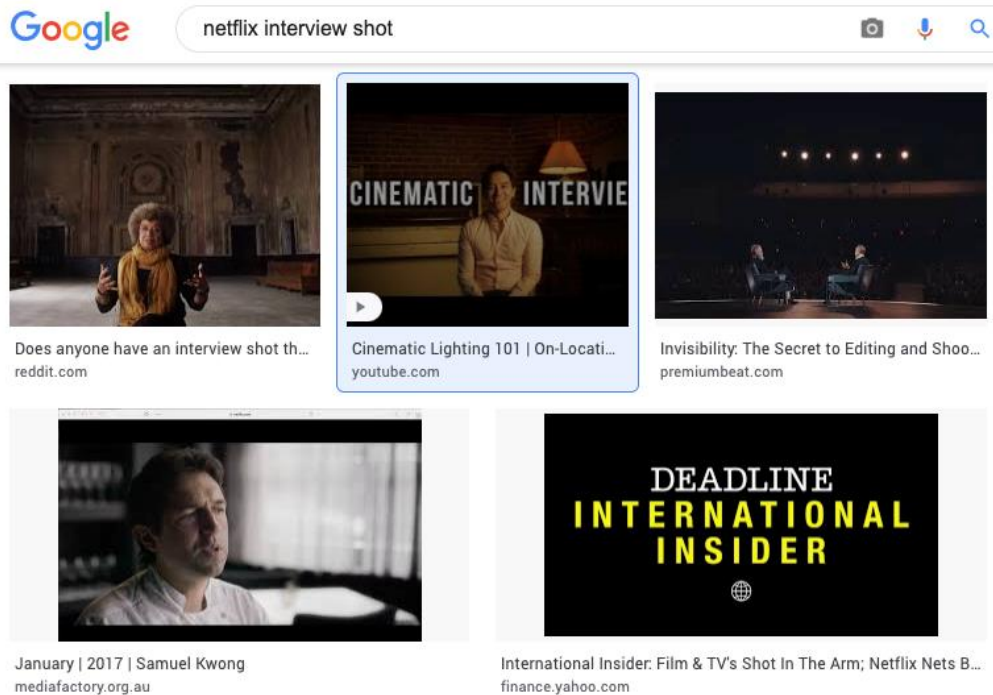 Google
netflix interview shot
CINEMATIC INTERVIE
Does anyone have an interview shot th...
reddit.com
Cinematic Lighting 101 | On-Locati...
youtube.com
Invisibility: The Secret to Editing and Shoo...
premiumbeat.com
DEADLINE
INTERNATIONAL
INSIDER
January | 2017 | Samuel Kwong
mediafactory.org.au
International Insider: Film & TV's Shot In The Arm; Netflix Nets B...
finance.yahoo.com